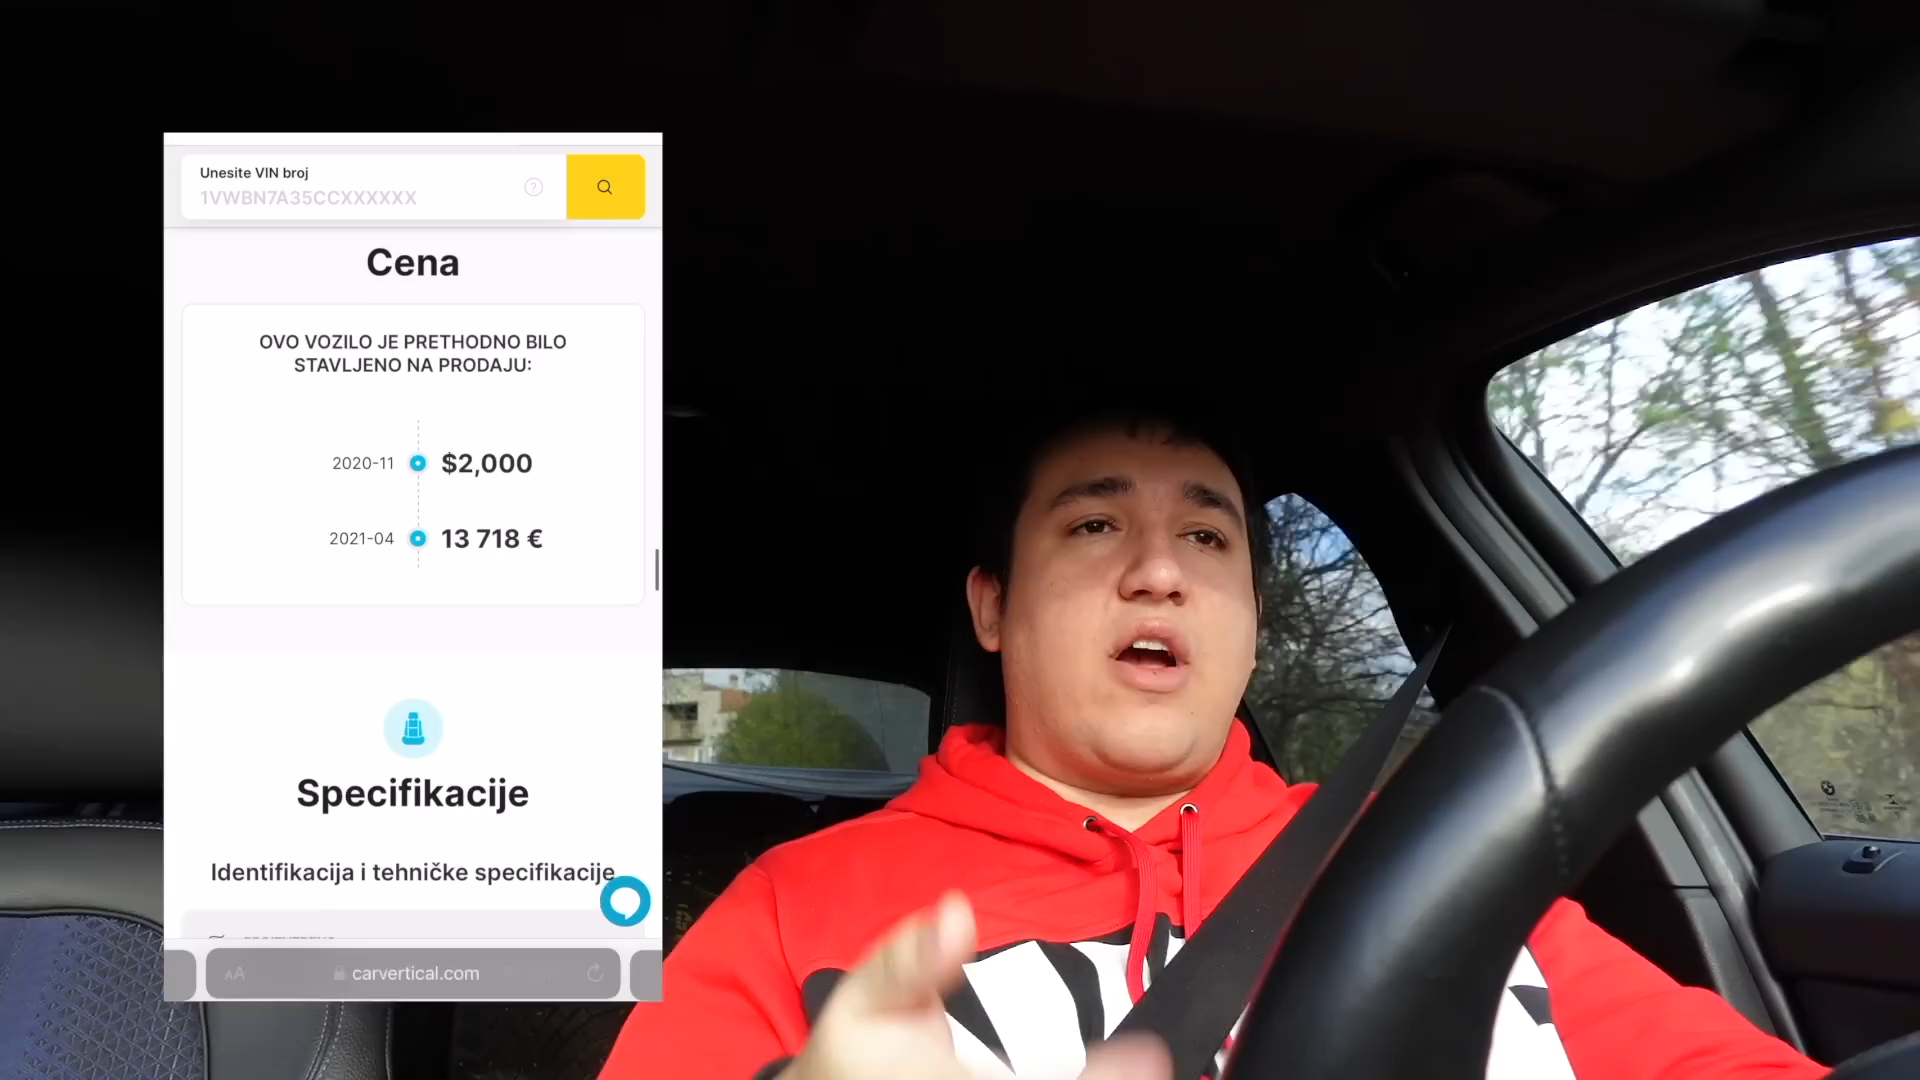 Unesite VIN broj
1VWBN7A35CCXXXXXX
?
Cena
OVO VOZILO JE PRETHODNO BILO
STAVLJENO NA PRODAJU:
2020-11 $2,000
2021-04 13 718 €
Specifikacije
Identifikacija i tehničke specifikacije
AA carvertical.com